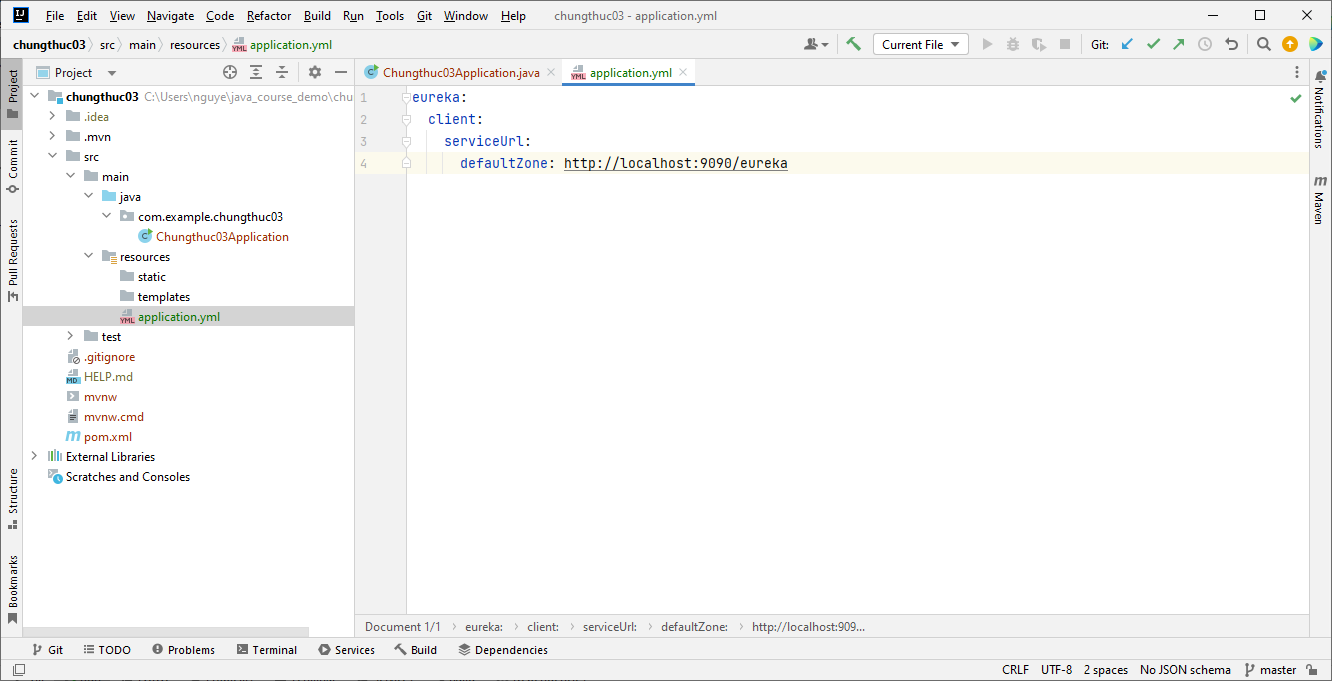 File Edit View Navigate Code Refactor Build Run Tools Git Window Help chungthuc03 - application.yml
chungthuc03 src main resources application.yml Current File Git:
Project
Chungthuc03Application.java application.yml
chungthuc03 C:\Users\nguye\java_course_demo\chu
.idea
.mvn
src
main
java
com.example.chungthuc03
Chungthuc03Application
resources
static
templates
application.yml
test
.gitignore
HELP.md
mvnw
mvnw.cmd
pom.xml
External Libraries
Scratches and Consoles
1 eureka:
2 client:
3 serviceUrl:
4 defaultZone: http://localhost:9090/eureka
Document 1/1 eureka: client: serviceUrl: defaultZone: http://localhost:909...
Project
Commit
Pull Requests
Structure
Bookmarks
Notifications
Maven
Git TODO Problems Terminal Services Build Dependencies
CRLF UTF-8 2 spaces No JSON schema master